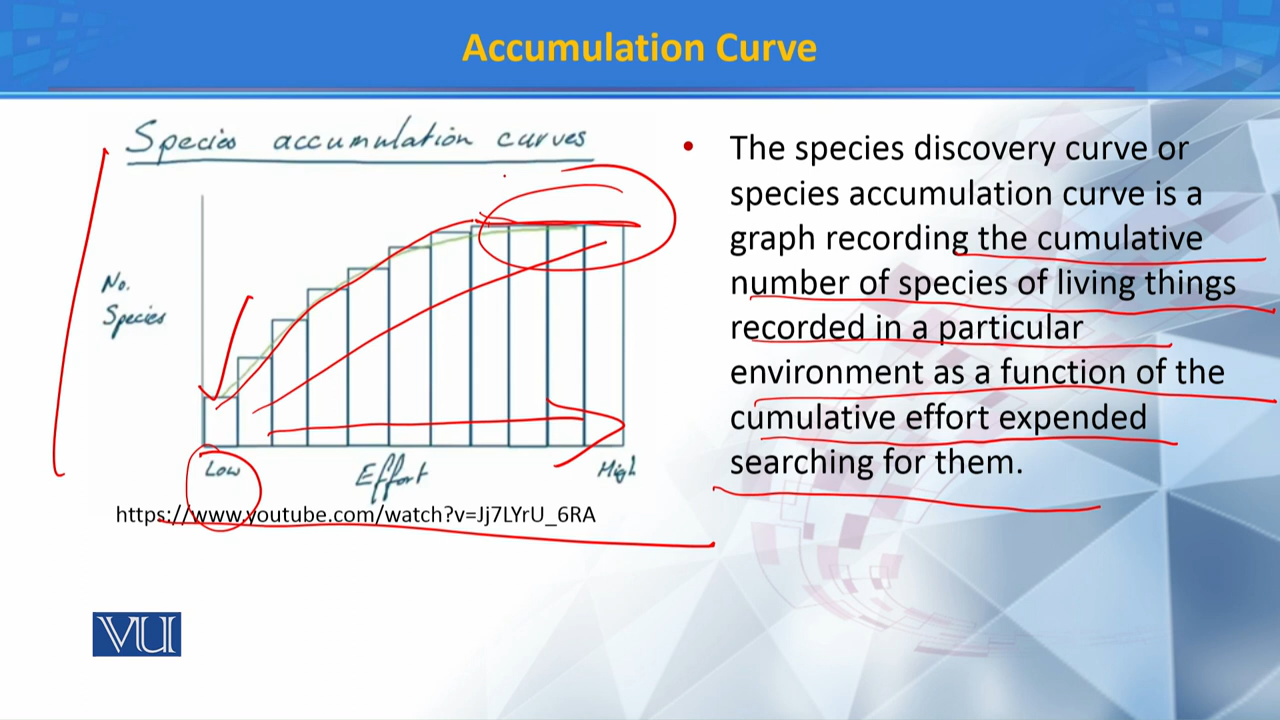 Accumulation Curve
Species accumulation curves
No.
Species
Low
Effort
High
https://www.youtube.com/watch?v=Jj7LYrU_6RA
• The species discovery curve or
species accumulation curve is a
graph recording the cumulative
number of species of living things
recorded in a particular
environment as a function of the
cumulative effort expended
searching for them.
VU